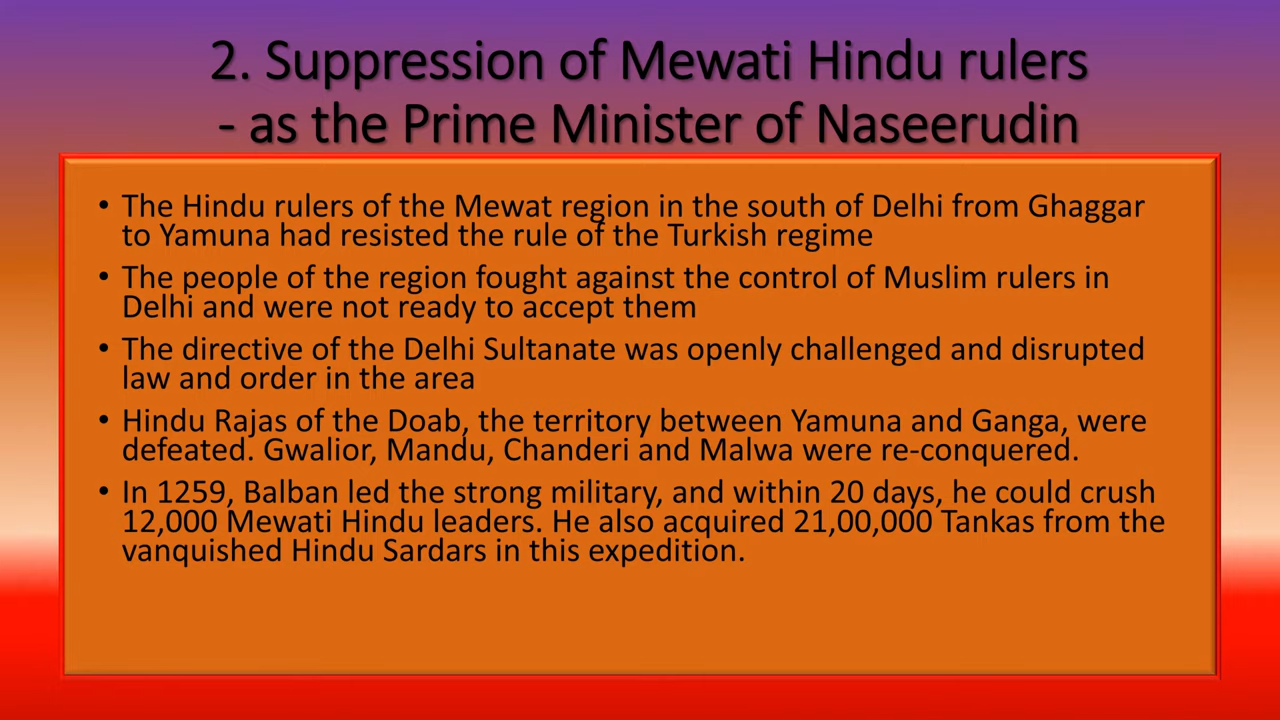 2. Suppression of Mewati Hindu rulers
- as the Prime Minister of Naseerudin
• The Hindu rulers of the Mewat region in the south of Delhi from Ghaggar
to Yamuna had resisted the rule of the Turkish regime
• The people of the region fought against the control of Muslim rulers in
Delhi and were not ready to accept them
• The directive of the Delhi Sultanate was openly challenged and disrupted
law and order in the area
• Hindu Rajas of the Doab, the territory between Yamuna and Ganga, were
defeated. Gwalior, Mandu, Chanderi and Malwa were re-conquered.
• In 1259, Balban led the strong military, and within 20 days, he could crush
12,000 Mewati Hindu leaders. He also acquired 21,00,000 Tankas from the
vanquished Hindu Sardars in this expedition.